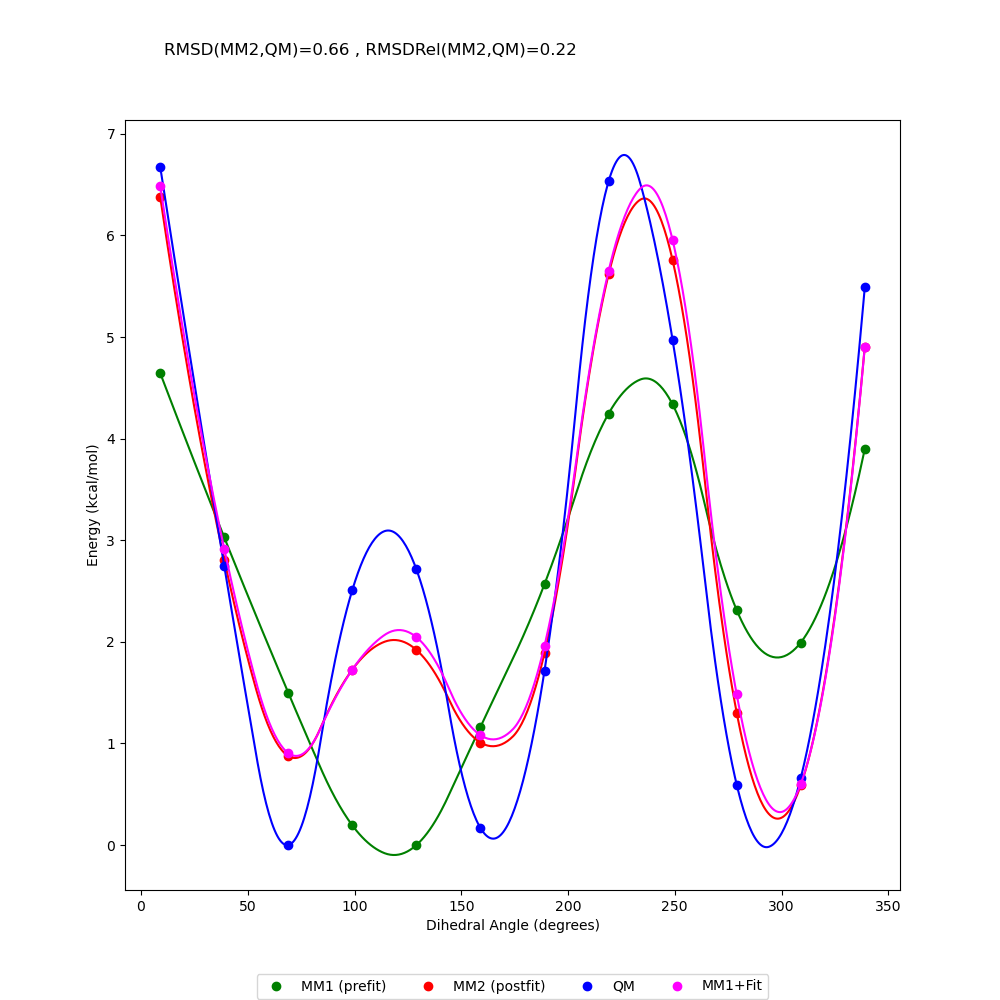 RMSD(MM2,QM)=0.66 , RMSDRel(MM2,QM)=0.22
7
6
5
4
3
2
1
0
Energy (kcal/mol)
0 50 100 150 200 250 300 350
Dihedral Angle (degrees)
MM1 (prefit) MM2 (postfit) QM MM1+Fit